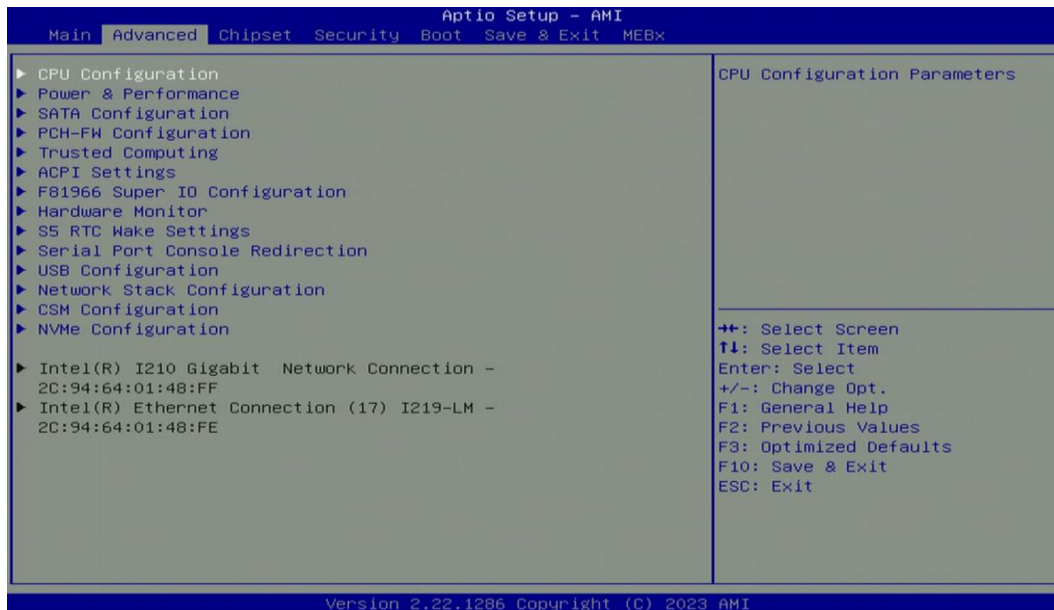 Aptio Setup – AMI
Main Advanced Chipset Security Boot Save & Exit MEBx
▶ CPU Configuration
▶ Power & Performance
▶ SATA Configuration
▶ PCH-FW Configuration
▶ Trusted Computing
▶ ACPI Settings
▶ F81966 Super IO Configuration
▶ Hardware Monitor
▶ S5 RTC Wake Settings
▶ Serial Port Console Redirection
▶ USB Configuration
▶ Network Stack Configuration
▶ CSM Configuration
▶ NVMe Configuration
▶ Intel(R) I210 Gigabit  Network Connection –
2C:94:64:01:48:FF
▶ Intel(R) Ethernet Connection (17) I219-LM –
2C:94:64:01:48:FE
CPU Configuration Parameters
→←: Select Screen
↑↓: Select Item
Enter: Select
+/-: Change Opt.
F1: General Help
F2: Previous Values
F3: Optimized Defaults
F10: Save & Exit
ESC: Exit
Version 2.22.1286 Copyright (C) 2023 AMI